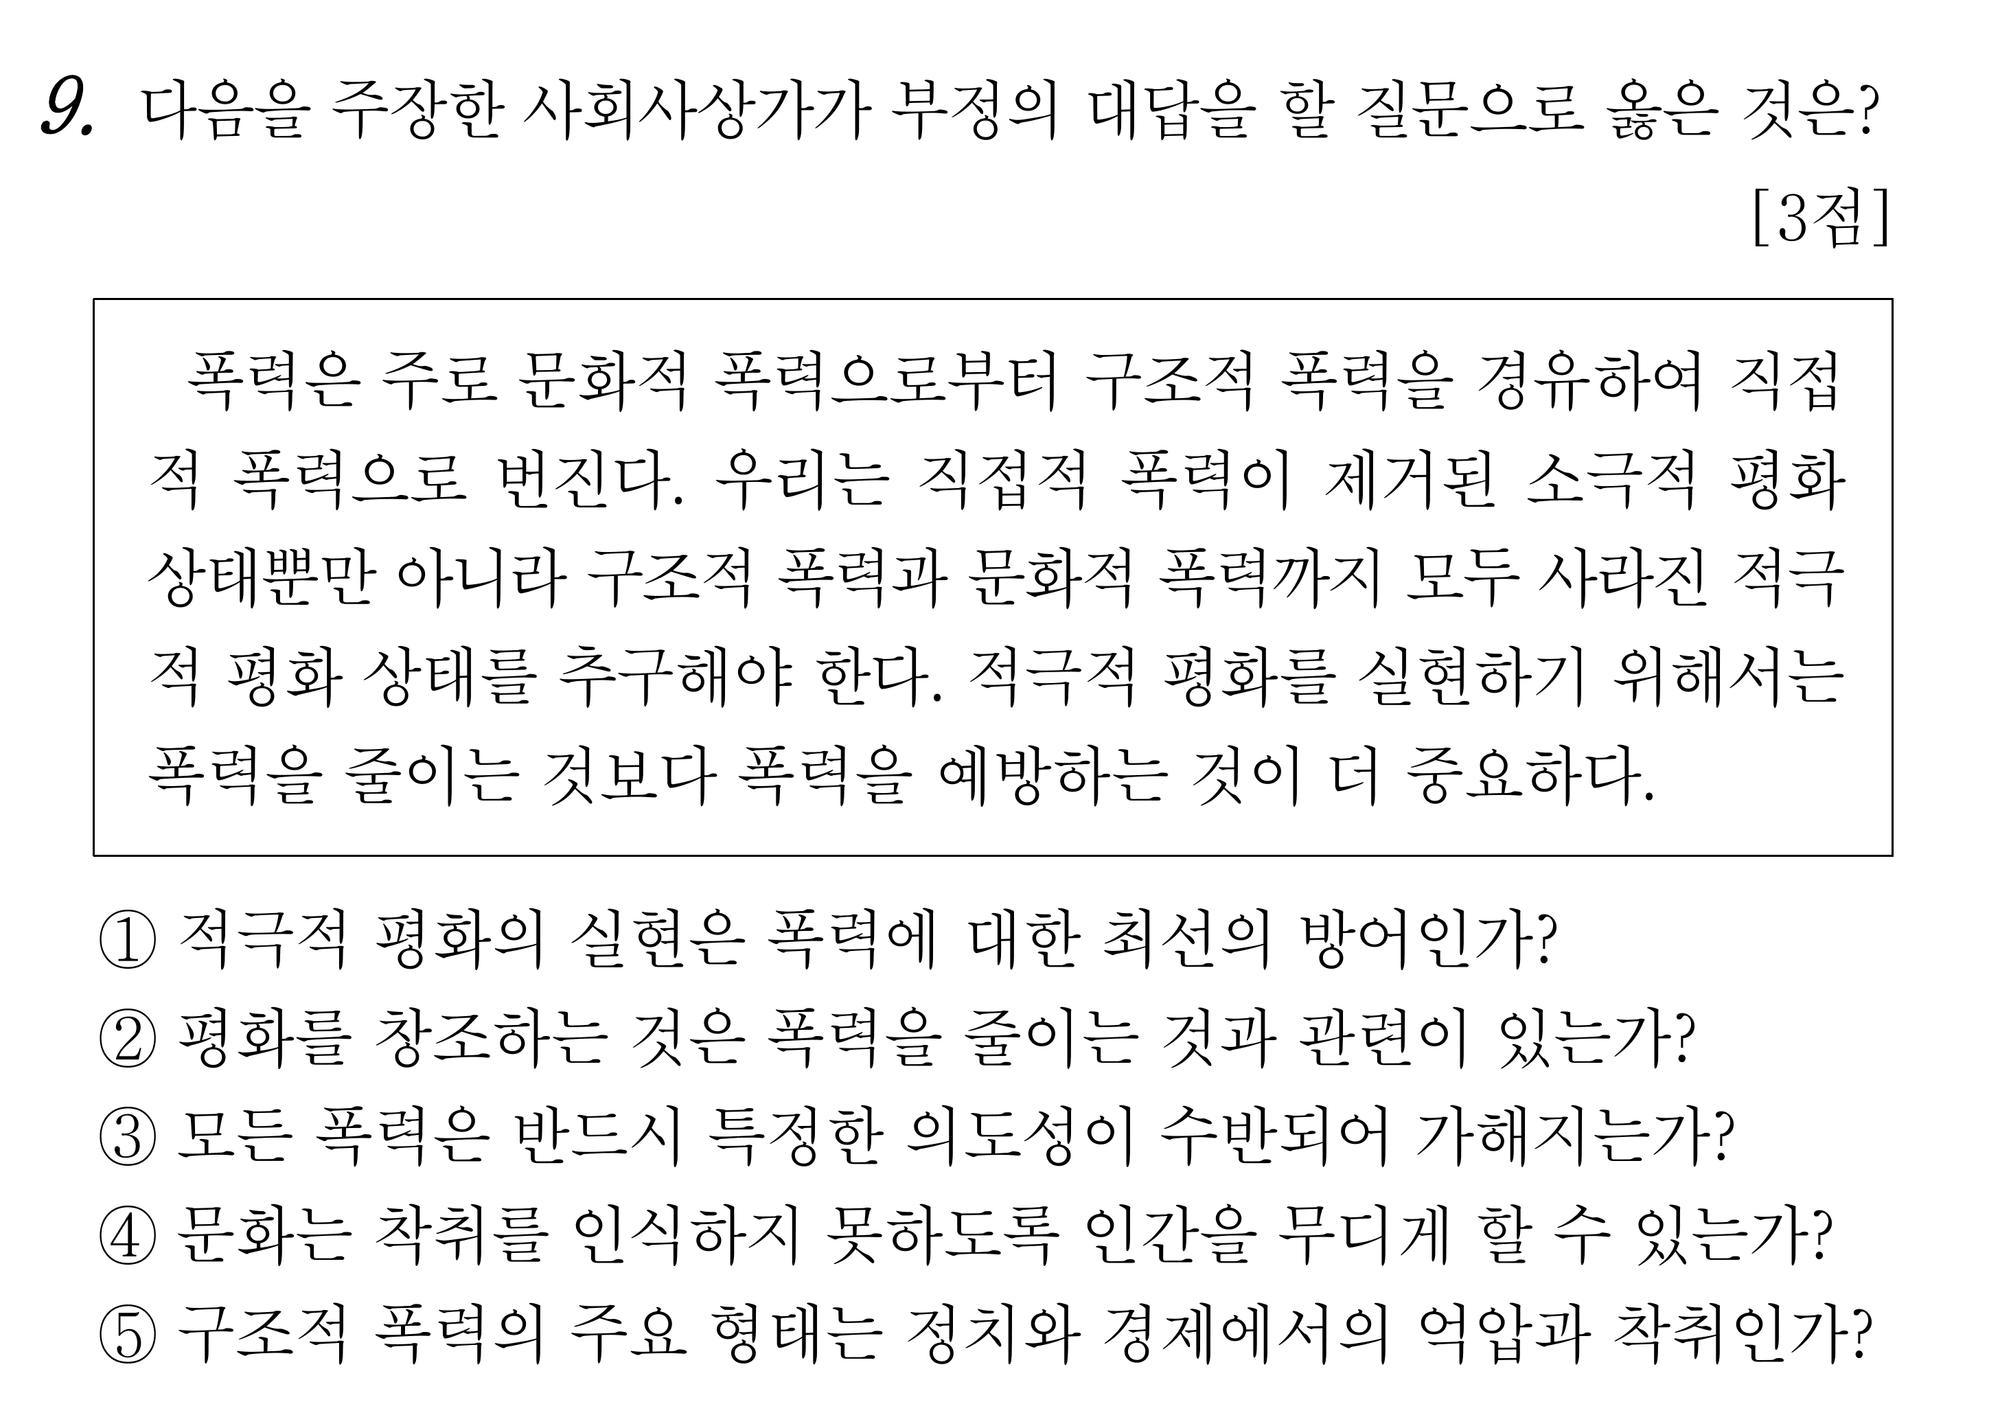 9. 다음을 주장한 사회사상가가 부정의 대답을 할 질문으로 옳은 것은?
[3점]
폭력은 주로 문화적 폭력으로부터 구조적 폭력을 경유하여 직접
적 폭력으로 번진다. 우리는 직접적 폭력이 제거된 소극적 평화
상태뿐만 아니라 구조적 폭력과 문화적 폭력까지 모두 사라진 적극
적 평화 상태를 추구해야 한다. 적극적 평화를 실현하기 위해서는
폭력을 줄이는 것보다 폭력을 예방하는 것이 더 중요하다.
① 적극적 평화의 실현은 폭력에 대한 최선의 방어인가?
② 평화를 창조하는 것은 폭력을 줄이는 것과 관련이 있는가?
③ 모든 폭력은 반드시 특정한 의도성이 수반되어 가해지는가?
④ 문화는 착취를 인식하지 못하도록 인간을 무디게 할 수 있는가?
⑤ 구조적 폭력의 주요 형태는 정치와 경제에서의 억압과 착취인가?